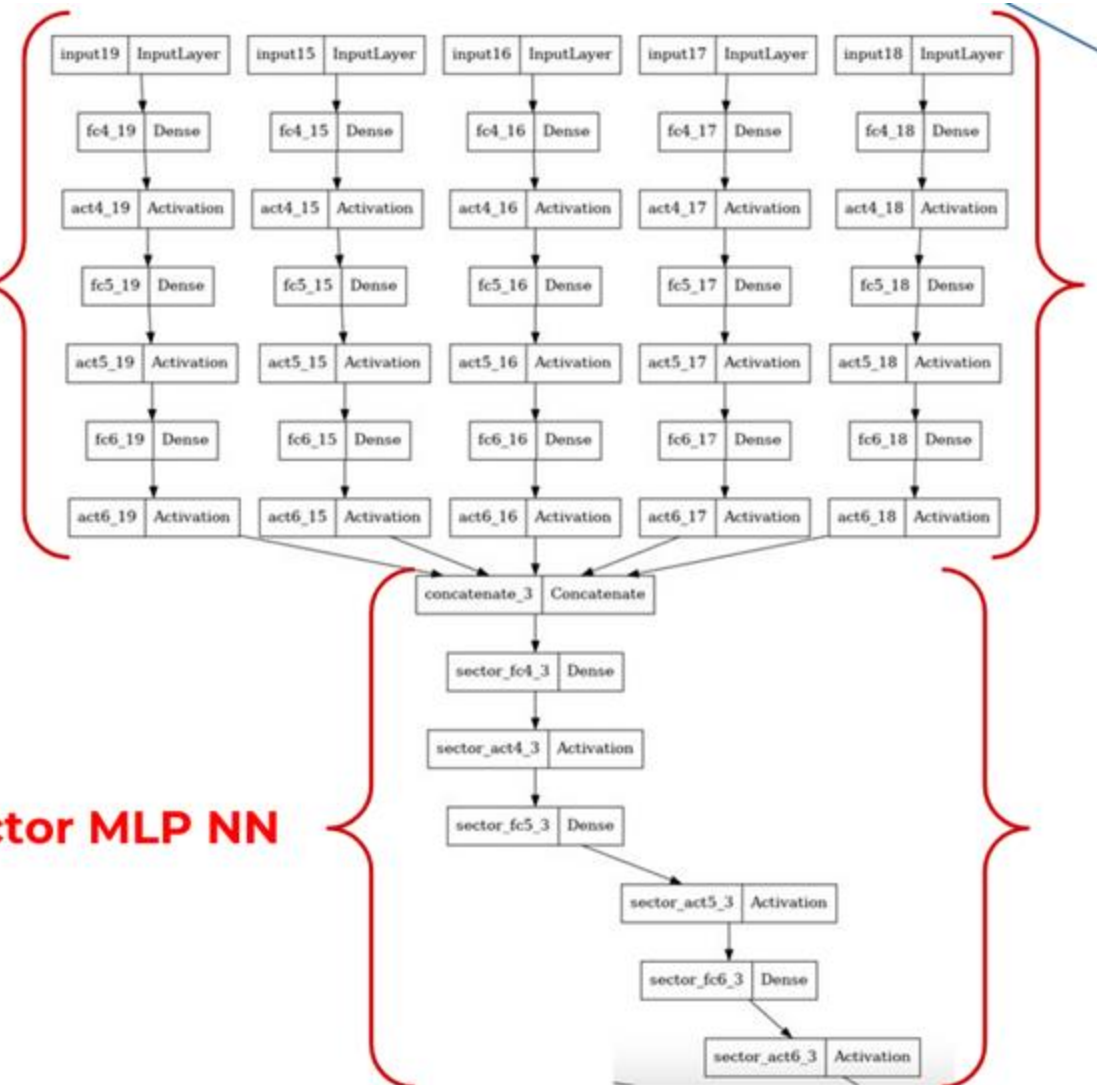 input19 InputLayer input15 InputLayer input16 InputLayer input17 InputLayer input18 InputLayer
fc4_19 Dense fc4_15 Dense fc4_16 Dense fc4_17 Dense fc4_18 Dense
act4_19 Activation act4_15 Activation act4_16 Activation act4_17 Activation act4_18 Activation
fc5_19 Dense fc5_15 Dense fc5_16 Dense fc5_17 Dense fc5_18 Dense
act5_19 Activation act5_15 Activation act5_16 Activation act5_17 Activation act5_18 Activation
fc6_19 Dense fc6_15 Dense fc6_16 Dense fc6_17 Dense fc6_18 Dense
act6_19 Activation act6_15 Activation act6_16 Activation act6_17 Activation act6_18 Activation
concatenate_3 Concatenate
sector_fc4_3 Dense
sector_act4_3 Activation
ctor MLP NN
sector_fc5_3 Dense
sector_act5_3 Activation
sector_fc6_3 Dense
sector_act6_3 Activation